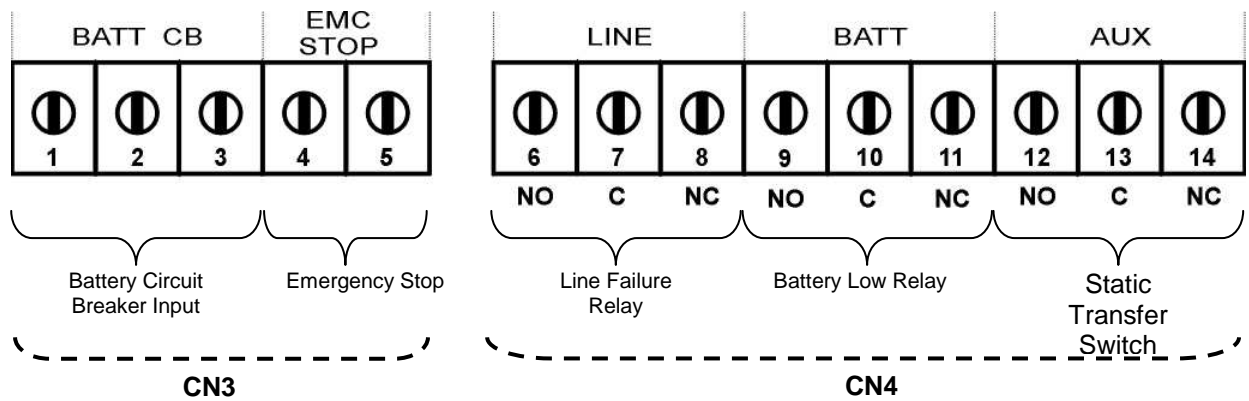 BATT CB
EMC
STOP
LINE
BATT
AUX
1 2 3 4 5
6 7 8 9 10 11 12 13 14
NO C NC NO C NC NO C NC
Battery Circuit
Breaker Input
Emergency Stop
Line Failure
Relay
Battery Low Relay
Static
Transfer
Switch
CN3
CN4